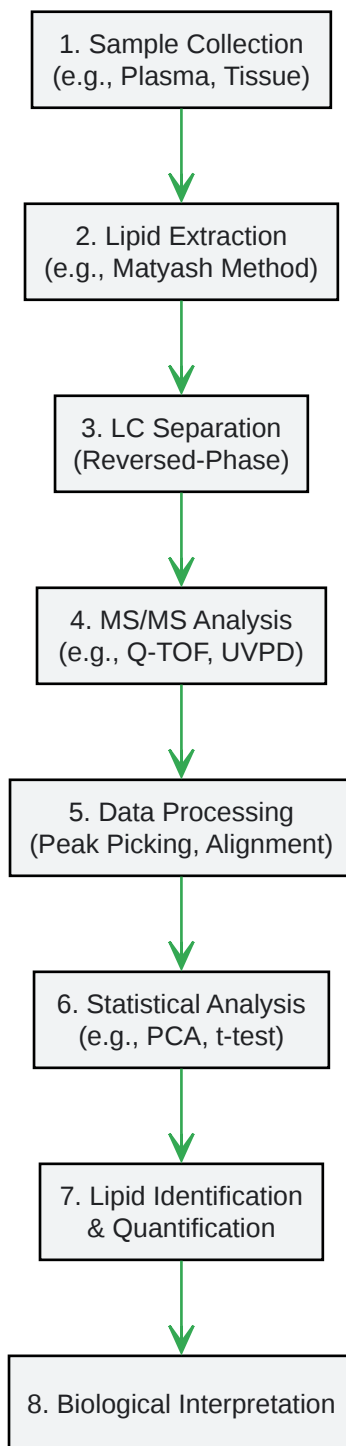 1. Sample Collection
(e.g., Plasma, Tissue)
2. Lipid Extraction
(e.g., Matyash Method)
3. LC Separation
(Reversed-Phase)
4. MS/MS Analysis
(e.g., Q-TOF, UVPD)
5. Data Processing
(Peak Picking, Alignment)
6. Statistical Analysis
(e.g., PCA, t-test)
7. Lipid Identification
& Quantification
8. Biological Interpretation